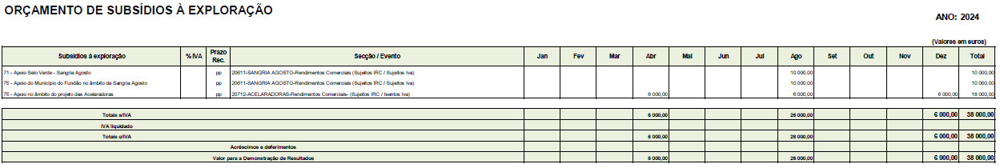 ORÇAMENTO DE SUBSÍDIOS À EXPLORAÇÃO
ANO: 2024
(Valores em euros)
Subsídios à exploração % IVA Prazo Rec. Secção / Evento Jan Fev Mar Abr Mai Jun Jul Ago Set Out Nov Dez Total
71 - Apoio Selo Verde - Sangria Agosto pp 20611-SANGRIA AGOSTO-Rendimentos Comerciais (Sujeitos IRC / Sujeitos Iva) 10 000,00 10 000,00
75 - Apoio do Município do Fundão no âmbito da Sangria Agosto pp 20611-SANGRIA AGOSTO-Rendimentos Comerciais (Sujeitos IRC / Sujeitos Iva) 10 000,00 10 000,00
75 - Apoio no âmbito do projeto das Acelaradoras pp 20712-ACELARADORAS-Rendimentos Comerciais- (Sujeitos IRC / Isentos Iva) 6 000,00 6 000,00 6 000,00 18 000,00
Totais s/IVA 6 000,00 26 000,00 6 000,00 38 000,00
IVA liquidado
Totais c/IVA 6 000,00 26 000,00 6 000,00 38 000,00
Acréscimos e deferimentos
Valor para a Demonstração de Resultados 6 000,00 26 000,00 6 000,00 38 000,00